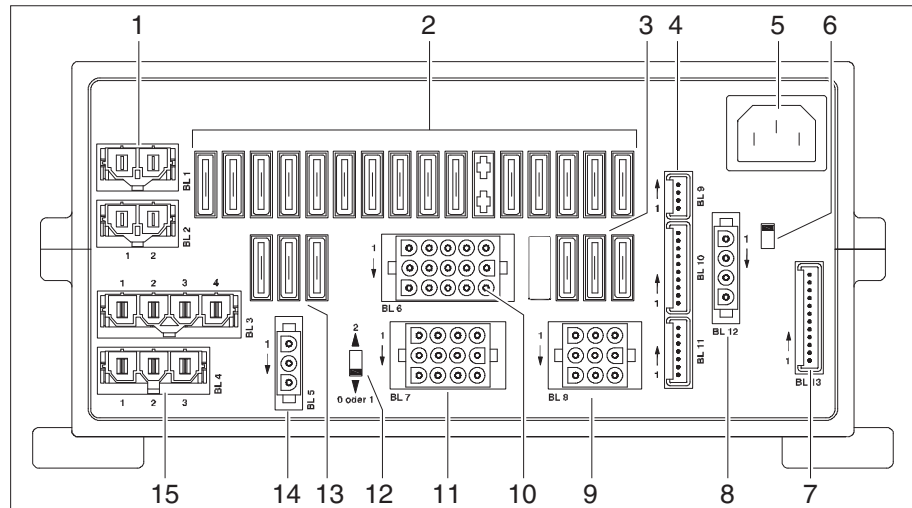 1 2 3 4 5 6
BL 1
BL 2
1 2
1 2 3 4
BL 3
BL 4
1 2 3
1
BL 5
2
0 oder 1
1
BL 6
1
BL 7
1
BL 8
1
BL 9
BL 10
1
BL 11
1
1
BL 12
1
BL 13
15 14 13 12 11 10 9 8 7